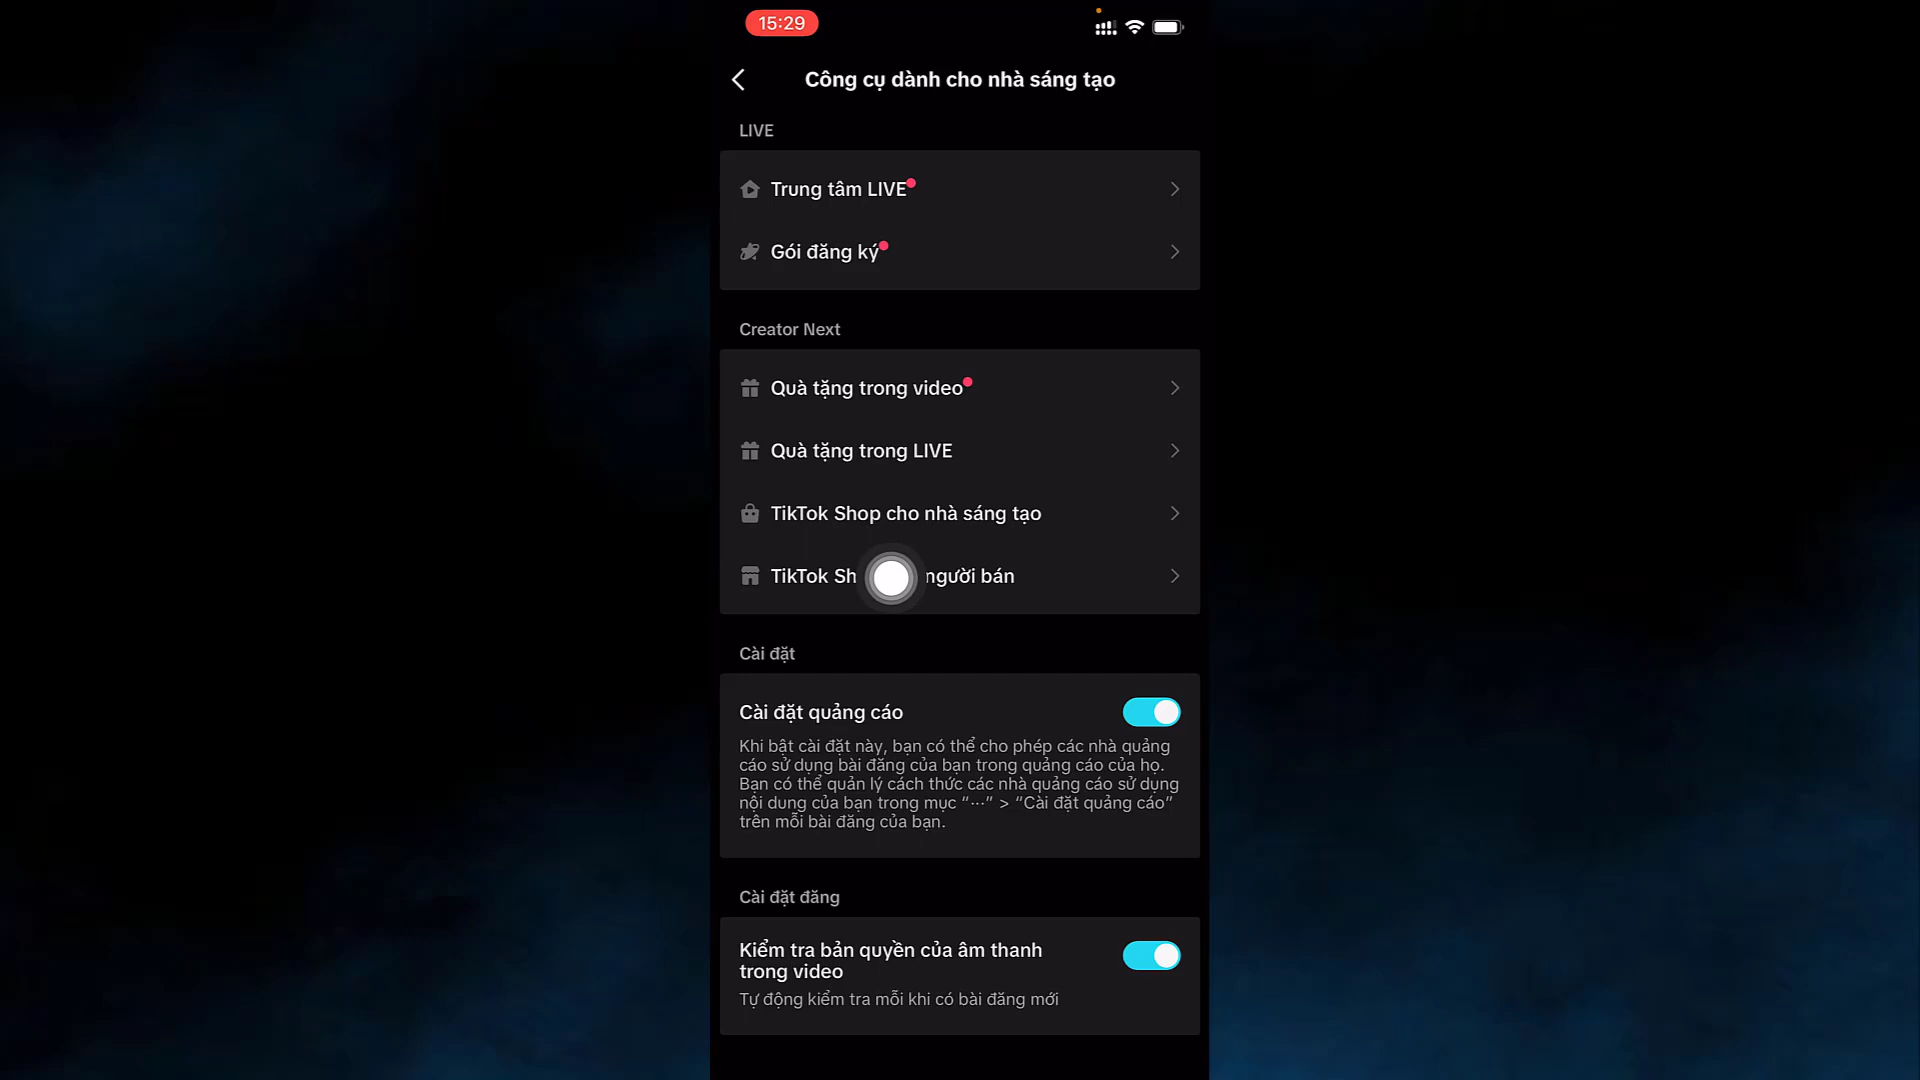 15:29
Công cụ dành cho nhà sáng tạo
LIVE
Trung tâm LIVE
Gói đăng ký
Creator Next
Quà tặng trong video
Quà tặng trong LIVE
TikTok Shop cho nhà sáng tạo
TikTok Sh người bán
Cài đặt
Cài đặt quảng cáo
Khi bật cài đặt này, bạn có thể cho phép các nhà quảng
cáo sử dụng bài đăng của bạn trong quảng cáo của họ.
Bạn có thể quản lý cách thức các nhà quảng cáo sử dụng
nội dung của bạn trong mục “···” > “Cài đặt quảng cáo”
trên mỗi bài đăng của bạn.
Cài đặt đăng
Kiểm tra bản quyền của âm thanh
trong video
Tự động kiểm tra mỗi khi có bài đăng mới